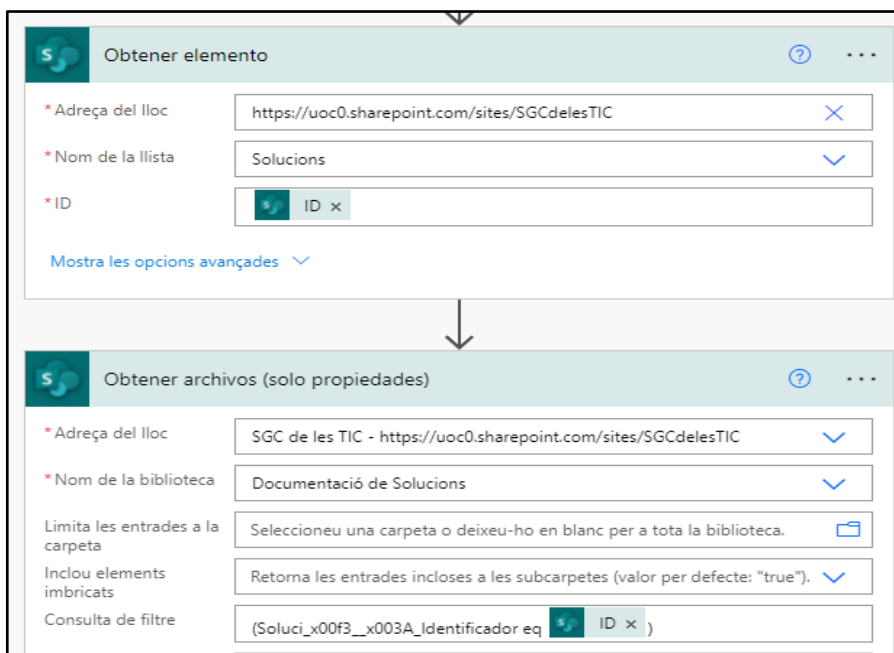 Obtener elemento
* Adreça del lloc
https://uoc0.sharepoint.com/sites/SGCdelesTIC
* Nom de la llista
Solucions
* ID
ID ×
Mostra les opcions avançades
Obtener archivos (solo propiedades)
* Adreça del lloc
SGC de les TIC - https://uoc0.sharepoint.com/sites/SGCdelesTIC
* Nom de la biblioteca
Documentació de Solucions
Limita les entrades a la
carpeta
Seleccioneu una carpeta o deixeu-ho en blanc per a tota la biblioteca.
Inclou elements
imbricats
Retorna les entrades incloses a les subcarpetes (valor per defecte: "true").
Consulta de filtre
(Soluci_x00f3__x003A_Identificador eq ID × )